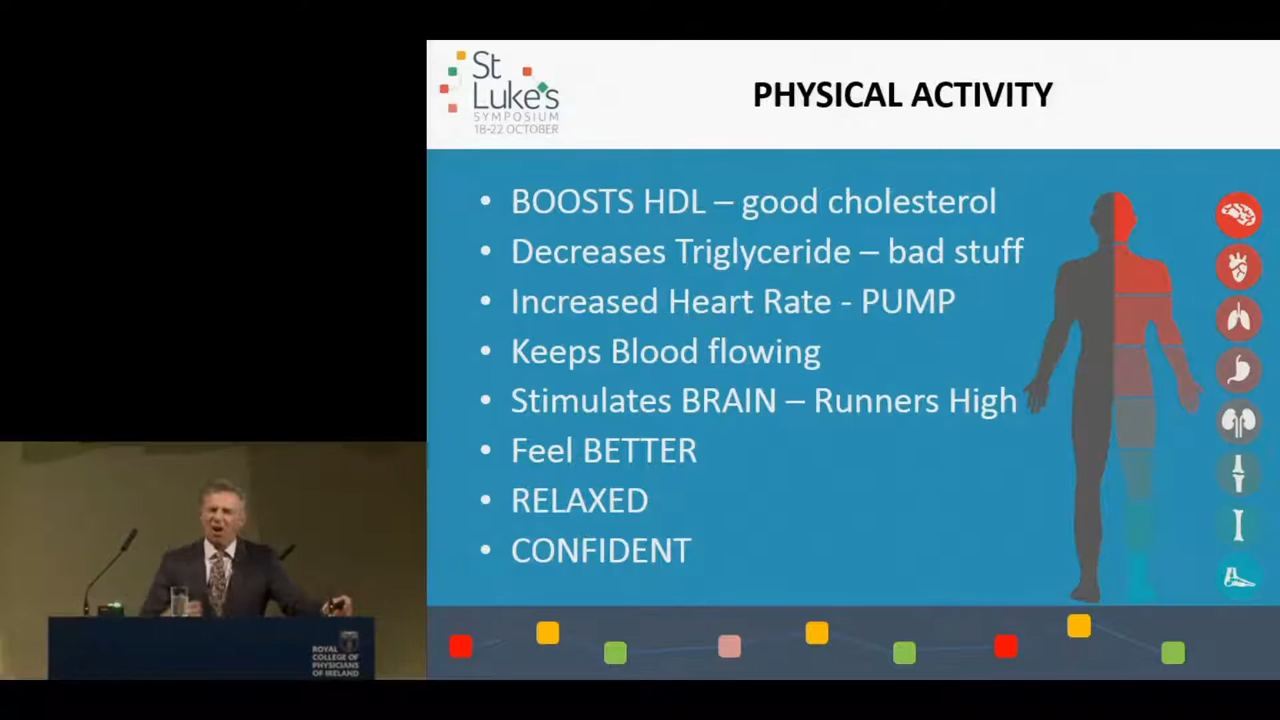 St
Luke's
SYMPOSIUM
18-22 OCTOBER
PHYSICAL ACTIVITY
• BOOSTS HDL – good cholesterol
• Decreases Triglyceride – bad stuff
• Increased Heart Rate - PUMP
• Keeps Blood flowing
• Stimulates BRAIN – Runners High
• Feel BETTER
• RELAXED
• CONFIDENT
ROYAL
COLLEGE OF
PHYSICIANS
OF IRELAND